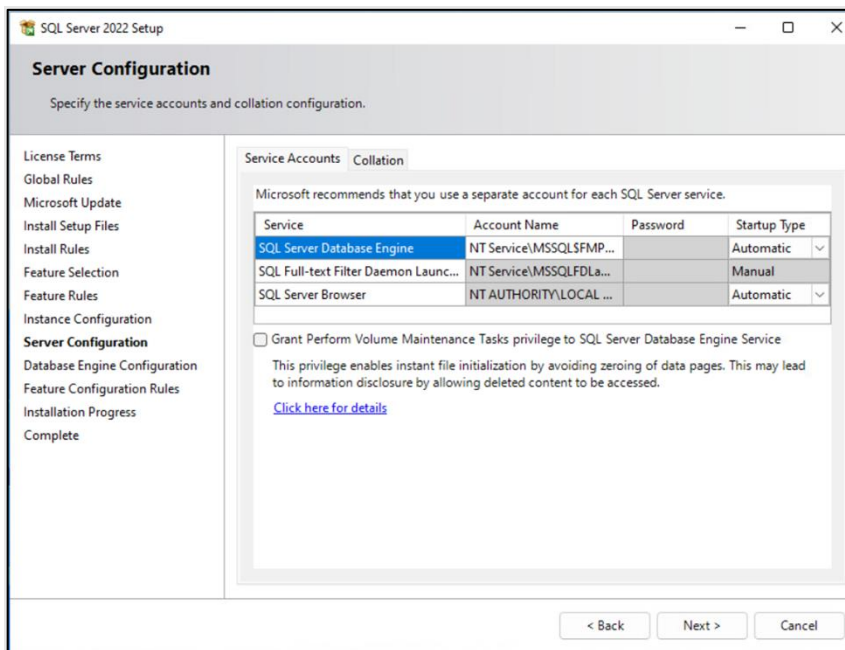 SQL Server 2022 Setup
Server Configuration
Specify the service accounts and collation configuration.
License Terms
Global Rules
Microsoft Update
Install Setup Files
Install Rules
Feature Selection
Feature Rules
Instance Configuration
Server Configuration
Database Engine Configuration
Feature Configuration Rules
Installation Progress
Complete
Service Accounts Collation
Microsoft recommends that you use a separate account for each SQL Server service.
Service Account Name Password Startup Type
SQL Server Database Engine NT Service\MSSQL$FMP... Automatic
SQL Full-text Filter Daemon Launc... NT Service\MSSQLFDLa... Manual
SQL Server Browser NT AUTHORITY\LOCAL ... Automatic
Grant Perform Volume Maintenance Tasks privilege to SQL Server Database Engine Service
This privilege enables instant file initialization by avoiding zeroing of data pages. This may lead
to information disclosure by allowing deleted content to be accessed.
Click here for details
< Back Next > Cancel